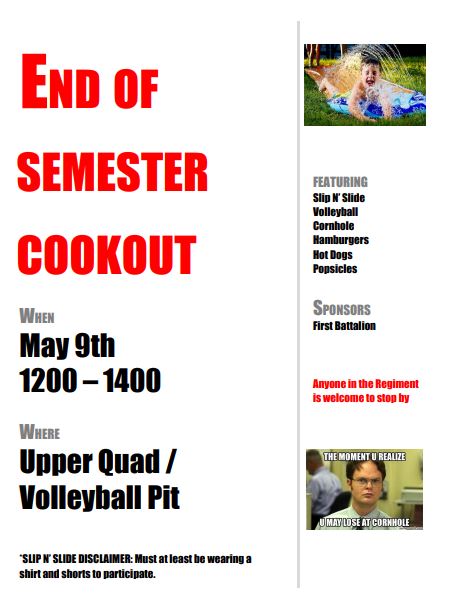 END OF
SEMESTER
COOKOUT
WHEN
May 9th
1200 – 1400
WHERE
Upper Quad /
Volleyball Pit
*SLIP N' SLIDE DISCLAIMER: Must at least be wearing a
shirt and shorts to participate.
FEATURING
Slip N' Slide
Volleyball
Cornhole
Hamburgers
Hot Dogs
Popsicles
SPONSORS
First Battalion
Anyone in the Regiment
is welcome to stop by
THE MOMENT U REALIZE
U MAY LOSE AT CORNHOLE